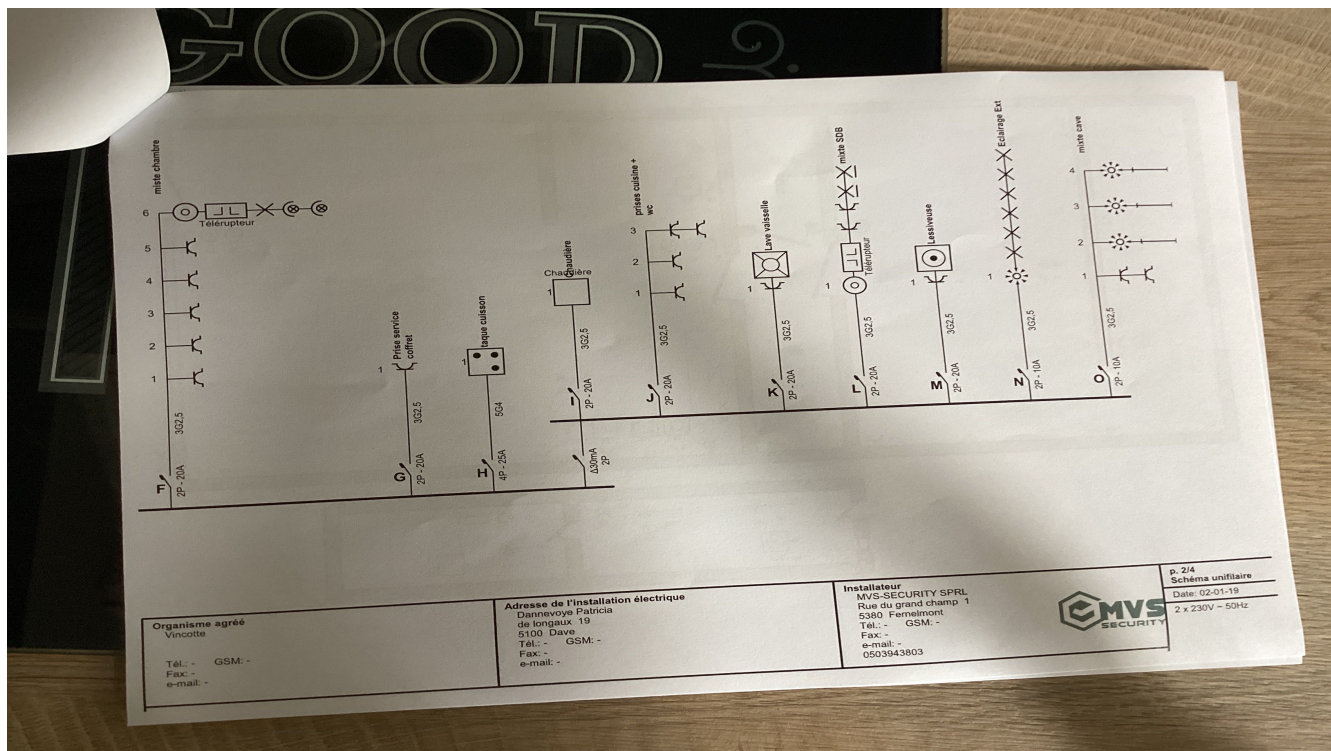 GOOD
miste chambre
6
5
4
3
2
1
Télérupteur
3G2,5
F
2P - 20A
Prise service
coffret
1
3G2,5
G
2P - 20A
taque cuisson
1
5G4
H
4P - 25A
Chaudière
Chaudière
1
3G2,5
I
2P - 20A
Δ30mA
2P
prises cuisine +
wc
3
2
1
3G2,5
J
2P - 20A
Lave vaisselle
1
3G2,5
K
2P - 20A
mixte SDB
1
Télérupteur
3G2,5
L
2P - 20A
Lessiveuse
1
3G2,5
M
2P - 20A
Eclairage Ext
1
3G2,5
N
2P - 10A
mixte cave
4
3
2
1
3G2,5
O
2P - 10A
Organisme agréé
Vincotte
Tél.: - GSM: -
Fax: -
e-mail: -
Adresse de l'installation électrique
Dannevoye Patricia
de longaux 19
5100 Dave
Tél.: - GSM: -
Fax: -
e-mail: -
Installateur
MVS-SECURITY SPRL
Rue du grand champ 1
5380 Fernelmont
Tél.: - GSM: -
Fax: -
e-mail: -
0503943803
MVS
SECURITY
p. 2/4
Schéma unifilaire
Date: 02-01-19
2 x 230V ~ 50Hz